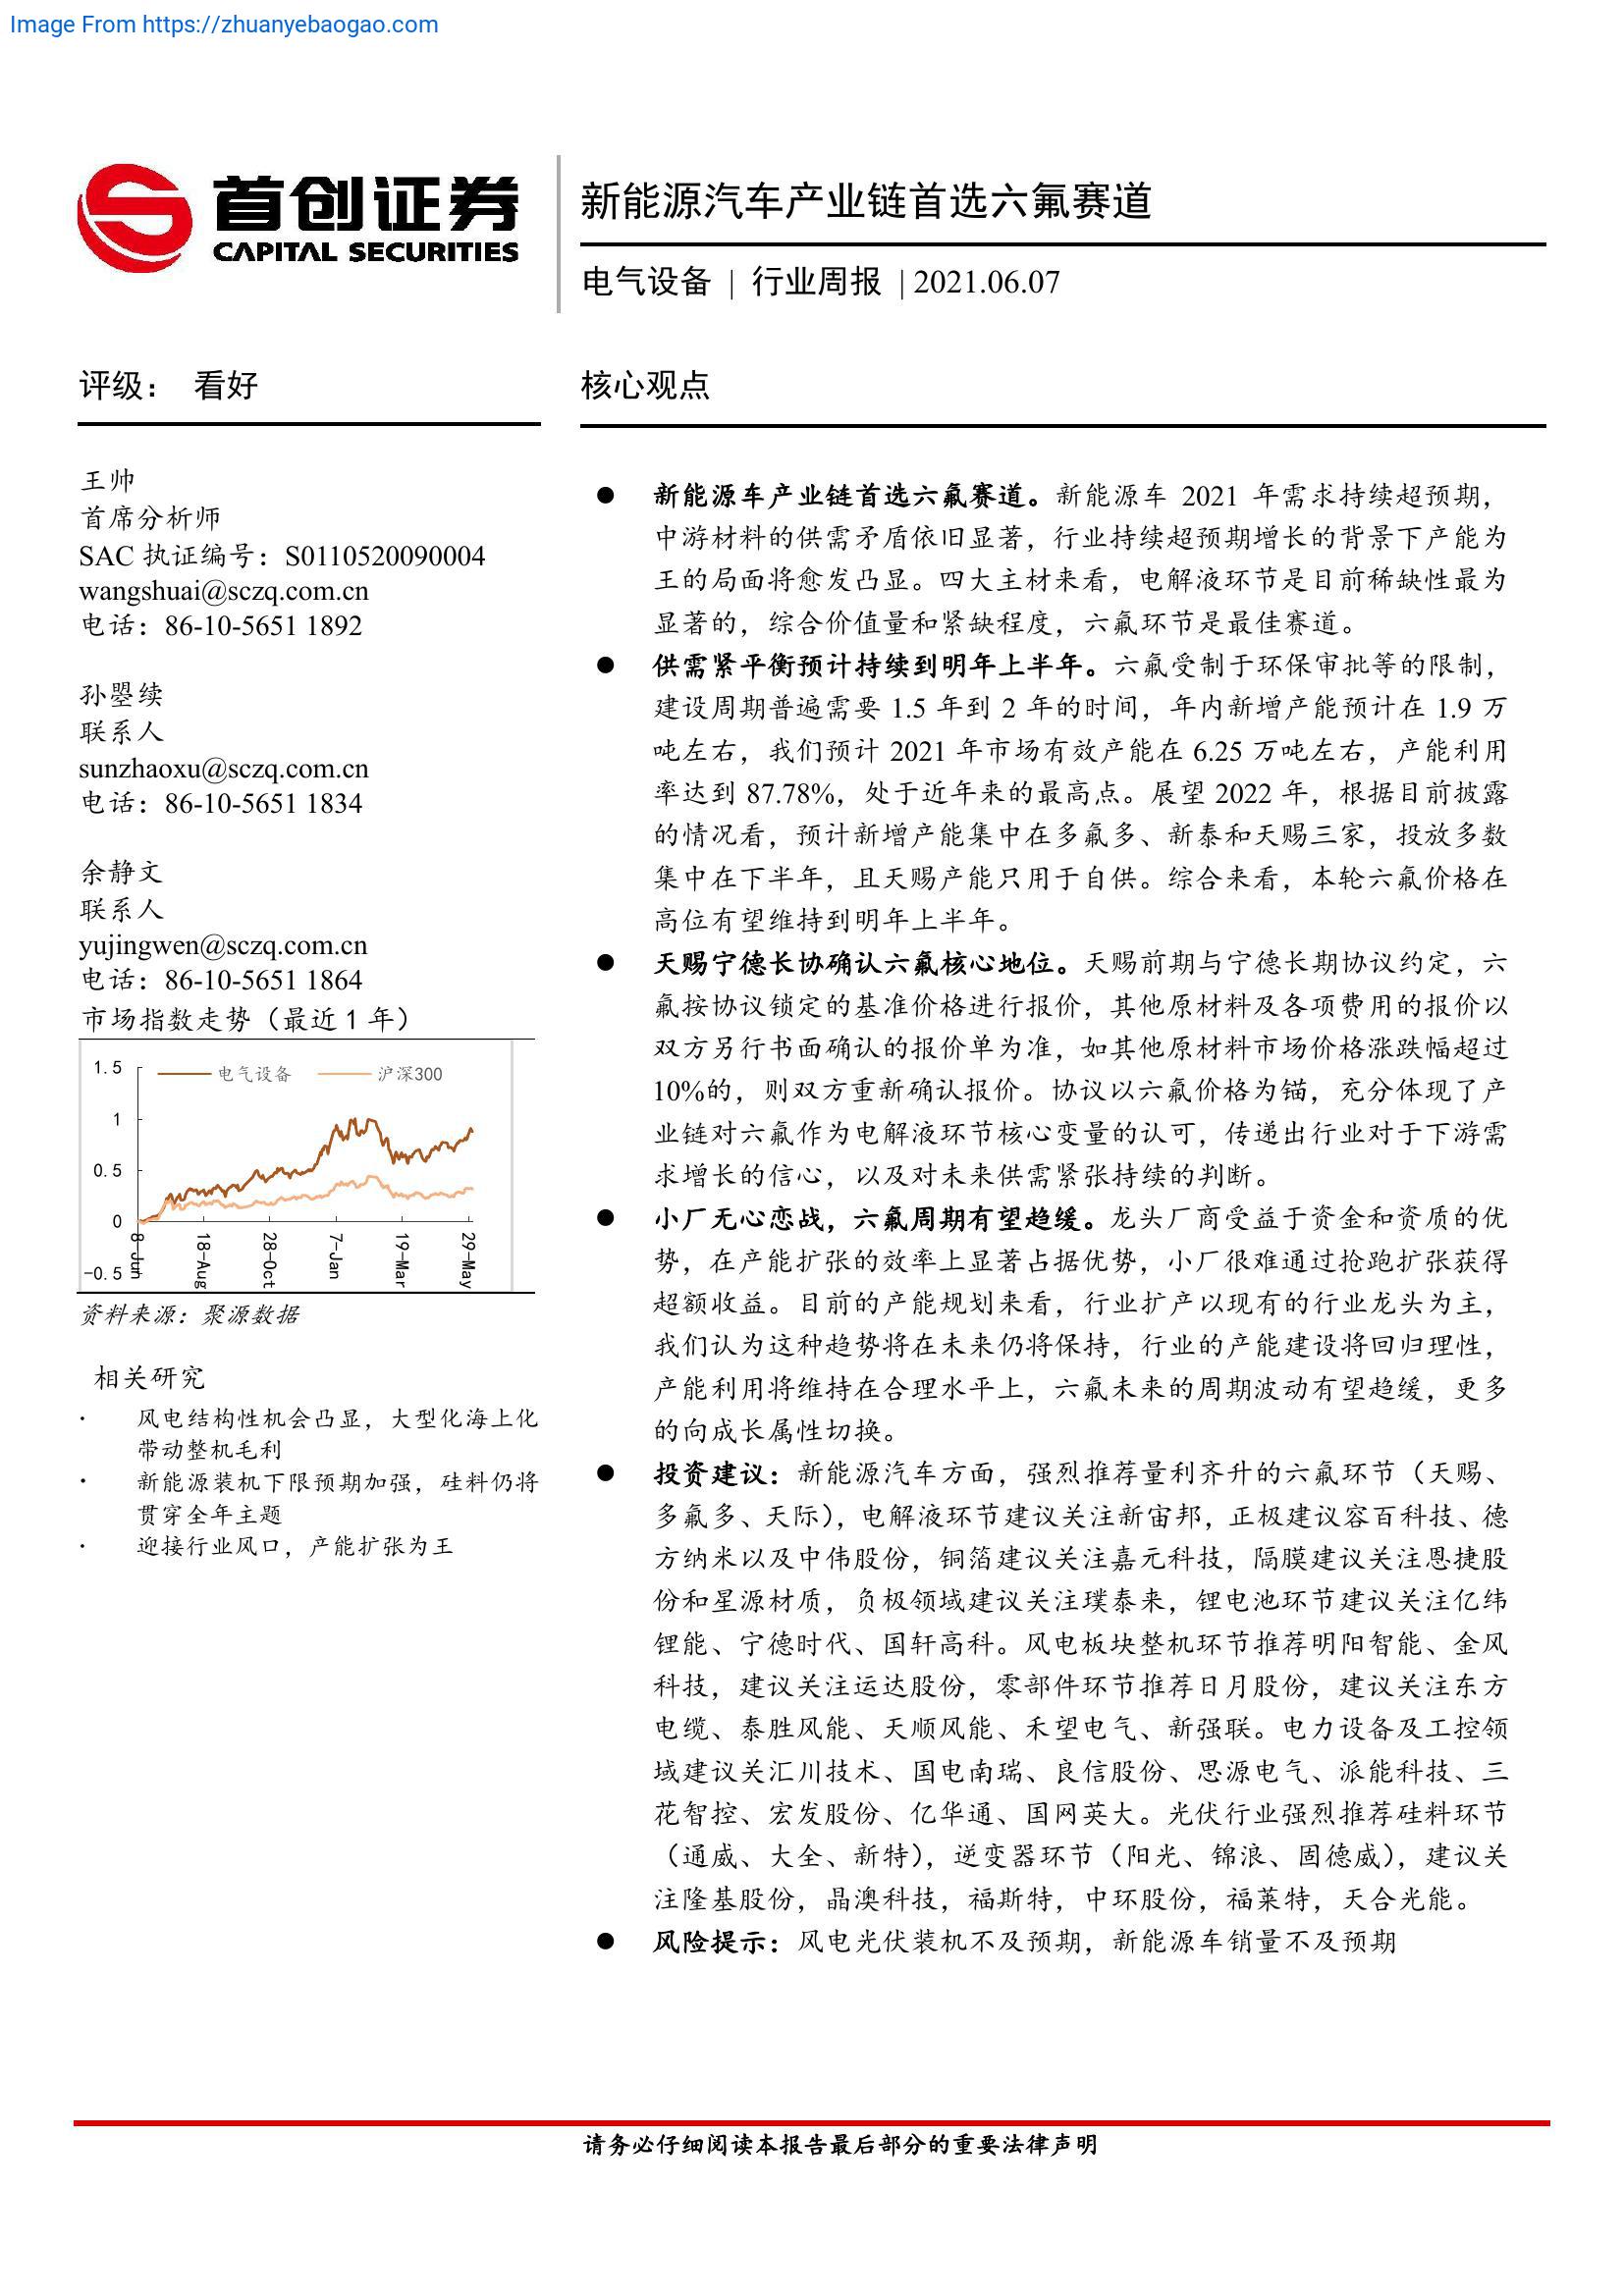 Image From https://zhuanyebaogao.com
首创证券
CAPITAL SECURITIES
新能源汽车产业链首选六氟赛道
电气设备 | 行业周报 | 2021.06.07
评级： 看好
王帅
首席分析师
SAC 执证编号：S0110520090004
wangshuai@sczq.com.cn
电话：86-10-5651 1892
孙曌续
联系人
sunzhaoxu@sczq.com.cn
电话：86-10-5651 1834
余静文
联系人
yujingwen@sczq.com.cn
电话：86-10-5651 1864
市场指数走势（最近 1 年）
电气设备 沪深300
1.5
1
0.5
0
-0.5
8-Jun 18-Aug 28-Oct 7-Jan 19-Mar 29-May
资料来源：聚源数据
相关研究
· 风电结构性机会凸显，大型化海上化
带动整机毛利
· 新能源装机下限预期加强，硅料仍将
贯穿全年主题
· 迎接行业风口，产能扩张为王
核心观点
● 新能源车产业链首选六氟赛道。新能源车 2021 年需求持续超预期，
中游材料的供需矛盾依旧显著，行业持续超预期增长的背景下产能为
王的局面将愈发凸显。四大主材来看，电解液环节是目前稀缺性最为
显著的，综合价值量和紧缺程度，六氟环节是最佳赛道。
● 供需紧平衡预计持续到明年上半年。六氟受制于环保审批等的限制，
建设周期普遍需要 1.5 年到 2 年的时间，年内新增产能预计在 1.9 万
吨左右，我们预计 2021 年市场有效产能在 6.25 万吨左右，产能利用
率达到 87.78%，处于近年来的最高点。展望 2022 年，根据目前披露
的情况看，预计新增产能集中在多氟多、新泰和天赐三家，投放多数
集中在下半年，且天赐产能只用于自供。综合来看，本轮六氟价格在
高位有望维持到明年上半年。
● 天赐宁德长协确认六氟核心地位。天赐前期与宁德长期协议约定，六
氟按协议锁定的基准价格进行报价，其他原材料及各项费用的报价以
双方另行书面确认的报价单为准，如其他原材料市场价格涨跌幅超过
10%的，则双方重新确认报价。协议以六氟价格为锚，充分体现了产
业链对六氟作为电解液环节核心变量的认可，传递出行业对于下游需
求增长的信心，以及对未来供需紧张持续的判断。
● 小厂无心恋战，六氟周期有望趋缓。龙头厂商受益于资金和资质的优
势，在产能扩张的效率上显著占据优势，小厂很难通过抢跑扩张获得
超额收益。目前的产能规划来看，行业扩产以现有的行业龙头为主，
我们认为这种趋势将在未来仍将保持，行业的产能建设将回归理性，
产能利用将维持在合理水平上，六氟未来的周期波动有望趋缓，更多
的向成长属性切换。
● 投资建议：新能源汽车方面，强烈推荐量利齐升的六氟环节（天赐、
多氟多、天际），电解液环节建议关注新宙邦，正极建议容百科技、德
方纳米以及中伟股份，铜箔建议关注嘉元科技，隔膜建议关注恩捷股
份和星源材质，负极领域建议关注璞泰来，锂电池环节建议关注亿纬
锂能、宁德时代、国轩高科。风电板块整机环节推荐明阳智能、金风
科技，建议关注运达股份，零部件环节推荐日月股份，建议关注东方
电缆、泰胜风能、天顺风能、禾望电气、新强联。电力设备及工控领
域建议关汇川技术、国电南瑞、良信股份、思源电气、派能科技、三
花智控、宏发股份、亿华通、国网英大。光伏行业强烈推荐硅料环节
（通威、大全、新特），逆变器环节（阳光、锦浪、固德威），建议关
注隆基股份，晶澳科技，福斯特，中环股份，福莱特，天合光能。
● 风险提示：风电光伏装机不及预期，新能源车销量不及预期
请务必仔细阅读本报告最后部分的重要法律声明